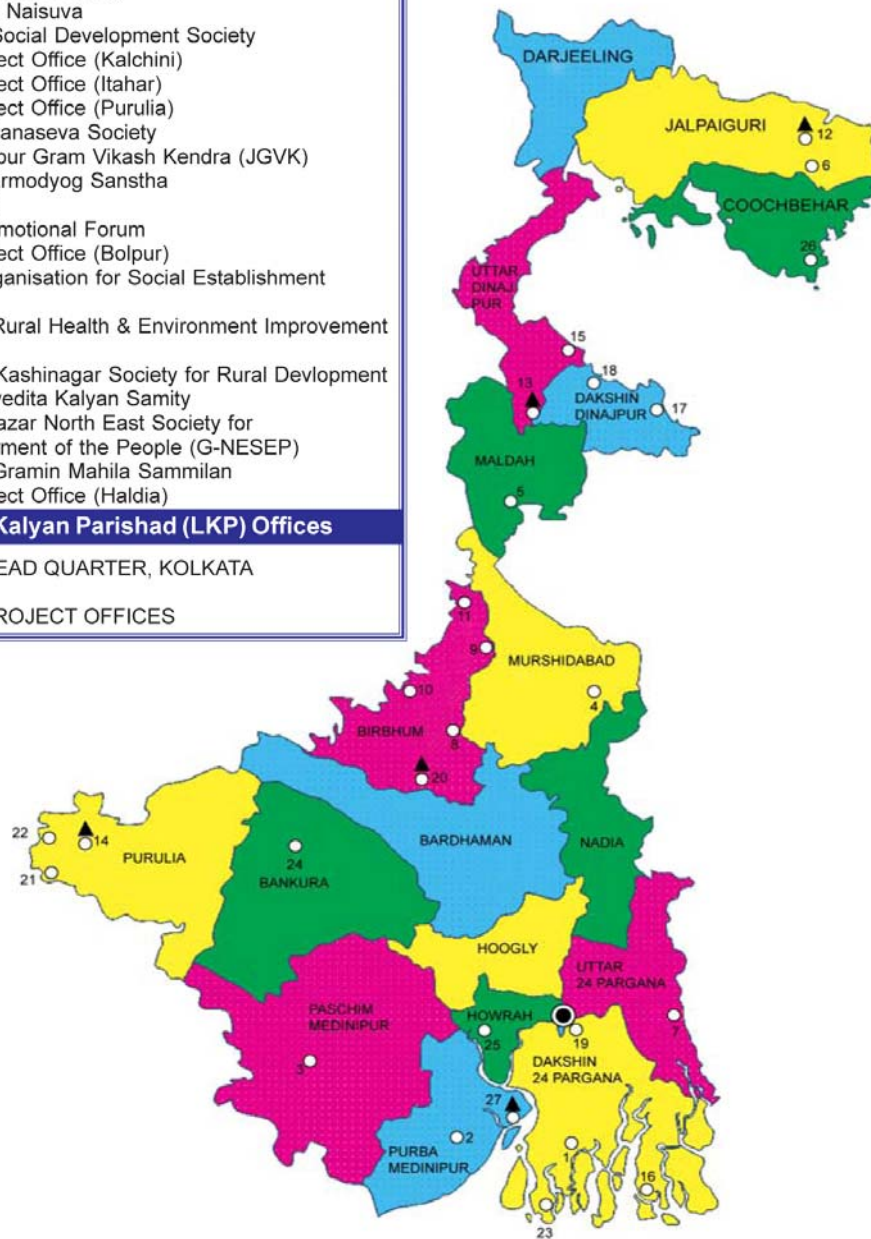 Naisuva
Social Development Society
ect Office (Kalchini)
ect Office (Itahar)
ect Office (Purulia)
anaseva Society
pur Gram Vikash Kendra (JGVK)
rmodyog Sanstha
motional Forum
ect Office (Bolpur)
ganisation for Social Establishment
Rural Health & Environment Improvement
Kashinagar Society for Rural Devlopment
vedita Kalyan Samity
azar North East Society for
ment of the People (G-NESEP)
Gramin Mahila Sammilan
ect Office (Haldia)
Kalyan Parishad (LKP) Offices
EAD QUARTER, KOLKATA
ROJECT OFFICES
DARJEELING
JALPAIGURI
12
6
COOCHBEHAR
26
UTTAR
DINAJ
PUR
15
13
18
DAKSHIN
DINAJPUR
17
MALDAH
5
11
9
MURSHIDABAD
10
4
BIRBHUM
8
20
22
14
PURULIA
21
24
BANKURA
BARDHAMAN
NADIA
HOOGLY
UTTAR
24 PARGANA
7
PASCHIM
MEDINIPUR
3
HOWRAH
25
19
DAKSHIN
24 PARGANA
27
2
PURBA
MEDINIPUR
1
16
23